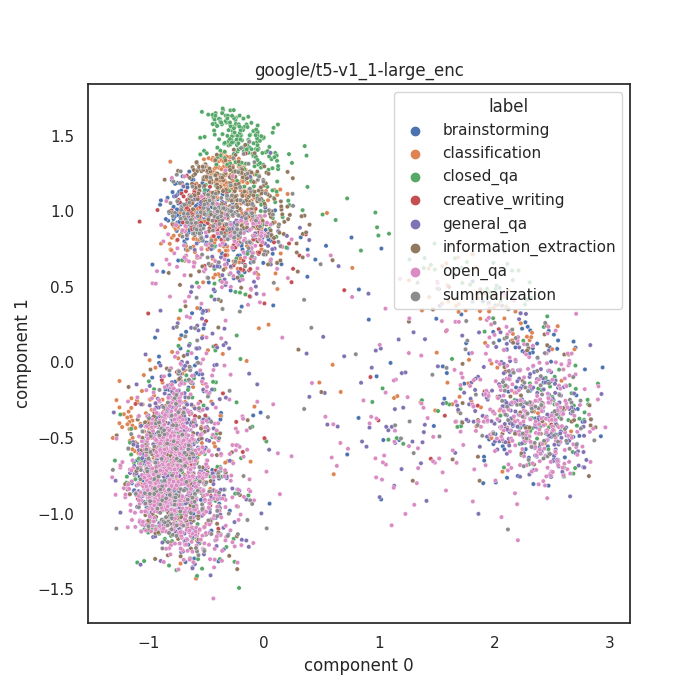 google/t5-v1_1-large_enc
label
brainstorming
classification
closed_qa
creative_writing
general_qa
information_extraction
open_qa
summarization
component 1
1.5
1.0
0.5
0.0
−0.5
−1.0
−1.5
−1 0 1 2 3
component 0